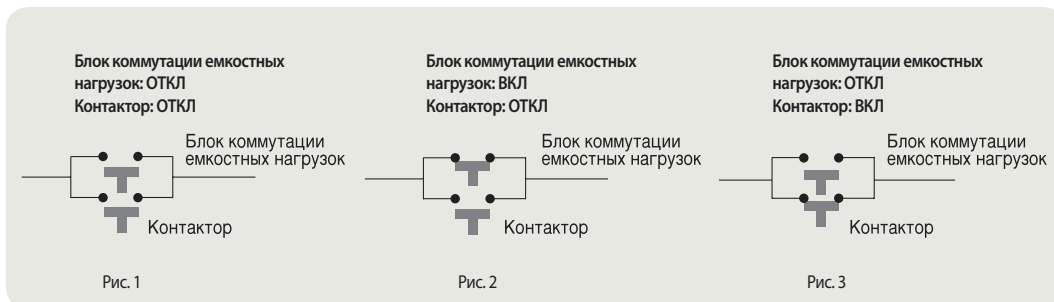 Блок коммутации емкостных
нагрузок: ОТКЛ
Контактор: ОТКЛ
Блок коммутации
емкостных нагрузок
Контактор
Рис. 1
Блок коммутации емкостных
нагрузок: ВКЛ
Контактор: ОТКЛ
Блок коммутации
емкостных нагрузок
Контактор
Рис. 2
Блок коммутации емкостных
нагрузок: ОТКЛ
Контактор: ВКЛ
Блок коммутации
емкостных нагрузок
Контактор
Рис. 3